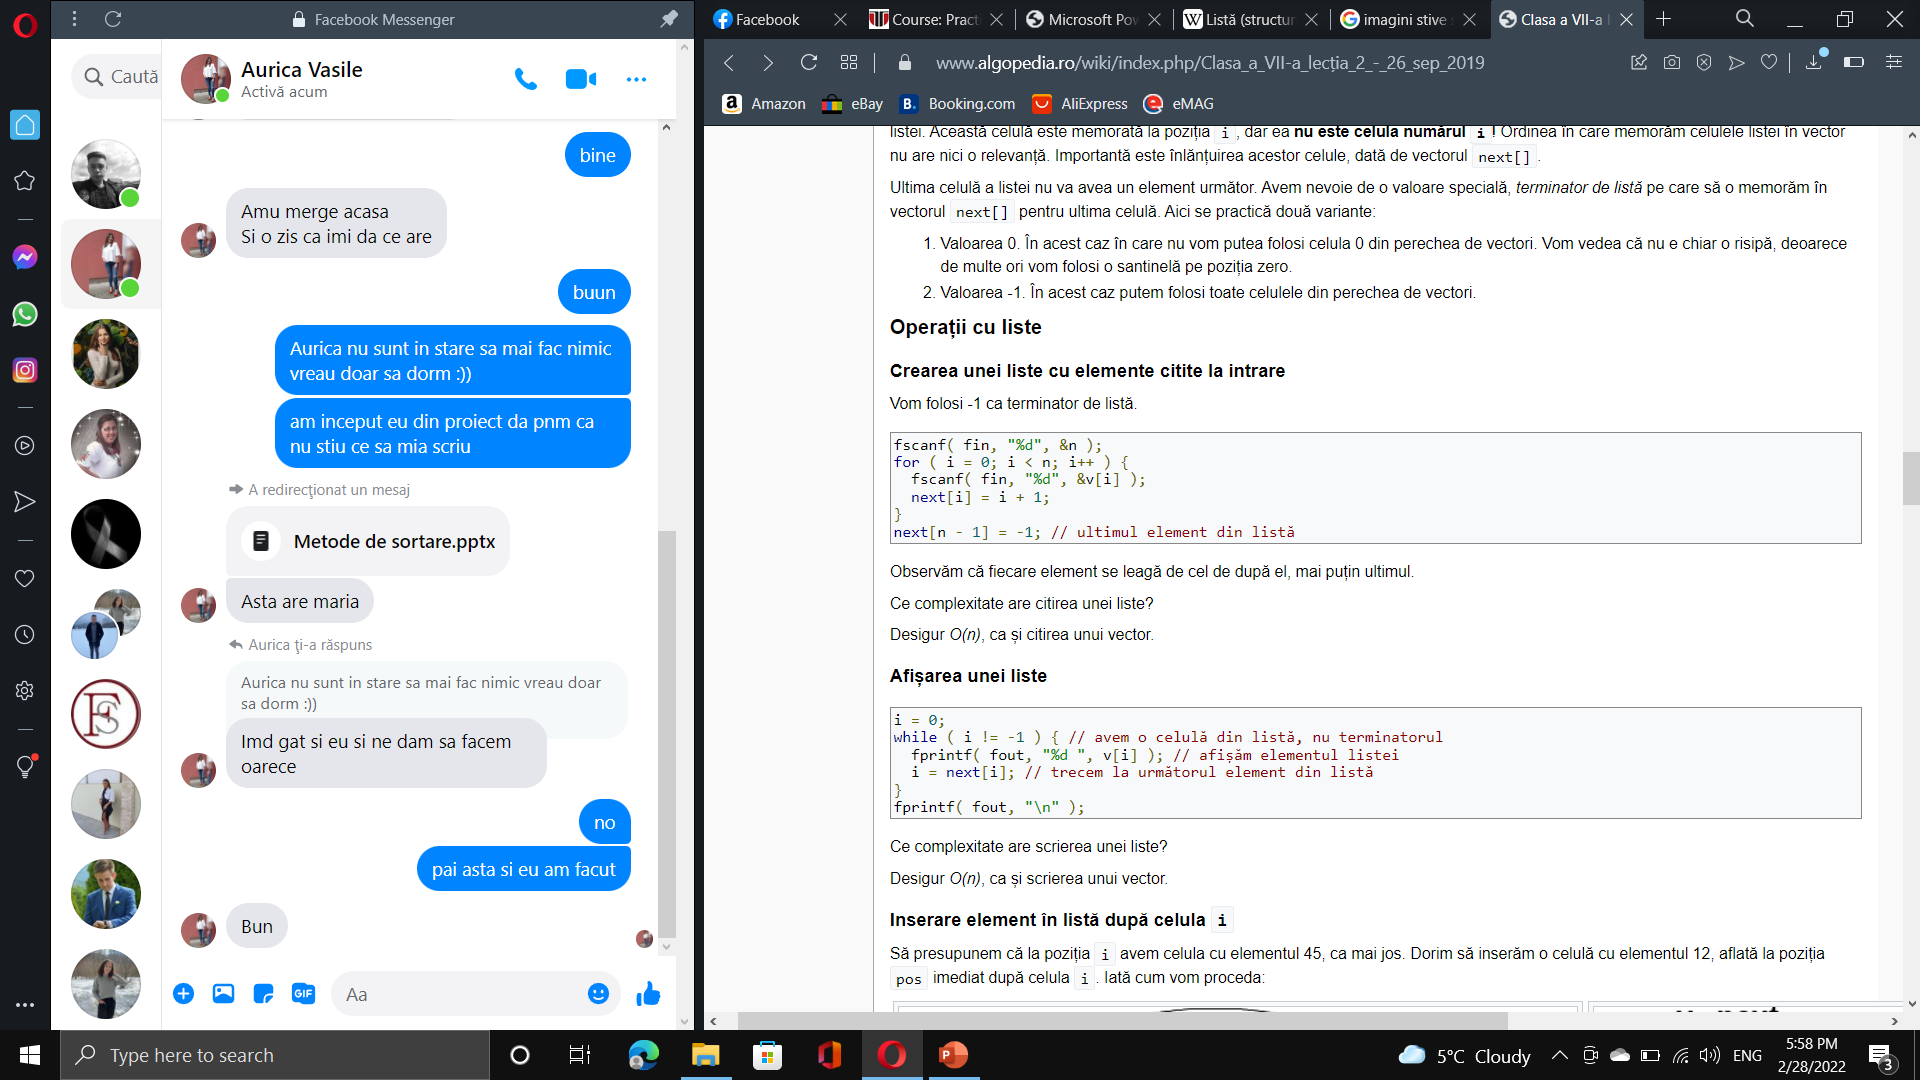 Facebook Messenger
Caută
Aurica Vasile
Activă acum
bine
Amu merge acasa
Si o zis ca imi da ce are
buun
Aurica nu sunt in stare sa mai fac nimic
vreau doar sa dorm :))
am inceput eu din proiect da pnm ca
nu stiu ce sa mia scriu
A redirecţionat un mesaj
Metode de sortare.pptx
Asta are maria
Aurica ţi-a răspuns
Aurica nu sunt in stare sa mai fac nimic vreau doar
sa dorm :))
Imd gat si eu si ne dam sa facem
oarece
no
pai asta si eu am facut
Bun
GIF
Aa
FS
Facebook
Course: Practi
Microsoft Pow
Listă (structur
imagini stive s
Clasa a VII-a l
www.algopedia.ro/wiki/index.php/Clasa_a_VII-a_lecția_2_-_26_sep_2019
Amazon
eBay
Booking.com
AliExpress
eMAG
listei. Această celulă este memorată la poziția i , dar ea nu este celula numărul i ! Ordinea în care memorăm celulele listei în vector
nu are nici o relevanță. Importantă este înlănțuirea acestor celule, dată de vectorul next[] .
Ultima celulă a listei nu va avea un element următor. Avem nevoie de o valoare specială, terminator de listă pe care să o memorăm în
vectorul next[] pentru ultima celulă. Aici se practică două variante:
1. Valoarea 0. În acest caz în care nu vom putea folosi celula 0 din perechea de vectori. Vom vedea că nu e chiar o risipă, deoarece
de multe ori vom folosi o santinelă pe poziția zero.
2. Valoarea -1. În acest caz putem folosi toate celulele din perechea de vectori.
Operații cu liste
Crearea unei liste cu elemente citite la intrare
Vom folosi -1 ca terminator de listă.
fscanf( fin, "%d", &n );
for ( i = 0; i < n; i++ ) {
fscanf( fin, "%d", &v[i] );
next[i] = i + 1;
}
next[n - 1] = -1; // ultimul element din listă
Observăm că fiecare element se leagă de cel de după el, mai puțin ultimul.
Ce complexitate are citirea unei liste?
Desigur O(n), ca și citirea unui vector.
Afișarea unei liste
i = 0;
while ( i != -1 ) { // avem o celulă din listă, nu terminatorul
fprintf( fout, "%d ", v[i] ); // afișăm elementul listei
i = next[i]; // trecem la următorul element din listă
}
fprintf( fout, "\n" );
Ce complexitate are scrierea unei liste?
Desigur O(n), ca și scrierea unui vector.
Inserare element în listă după celula i
Să presupunem că la poziția i avem celula cu elementul 45, ca mai jos. Dorim să inserăm o celulă cu elementul 12, aflată la poziția
pos imediat după celula i . Iată cum vom proceda:
Type here to search
5°C Cloudy
ENG
5:58 PM
2/28/2022
3